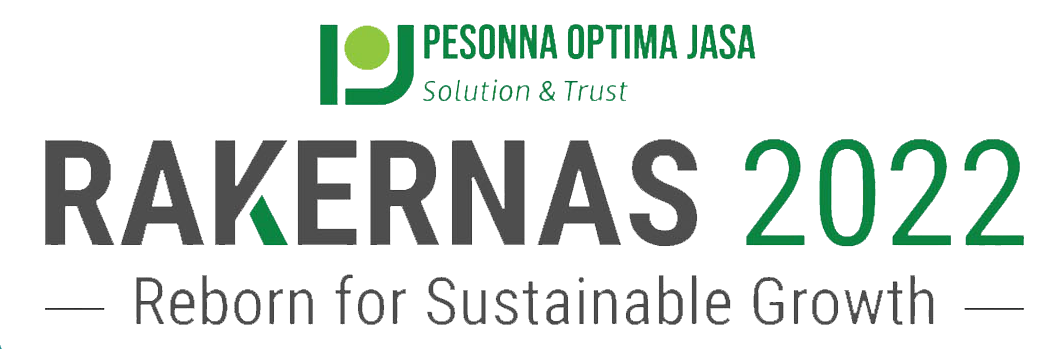 PESONNA OPTIMA JASA
Solution & Trust
RAKERNAS 2022
Reborn for Sustainable Growth